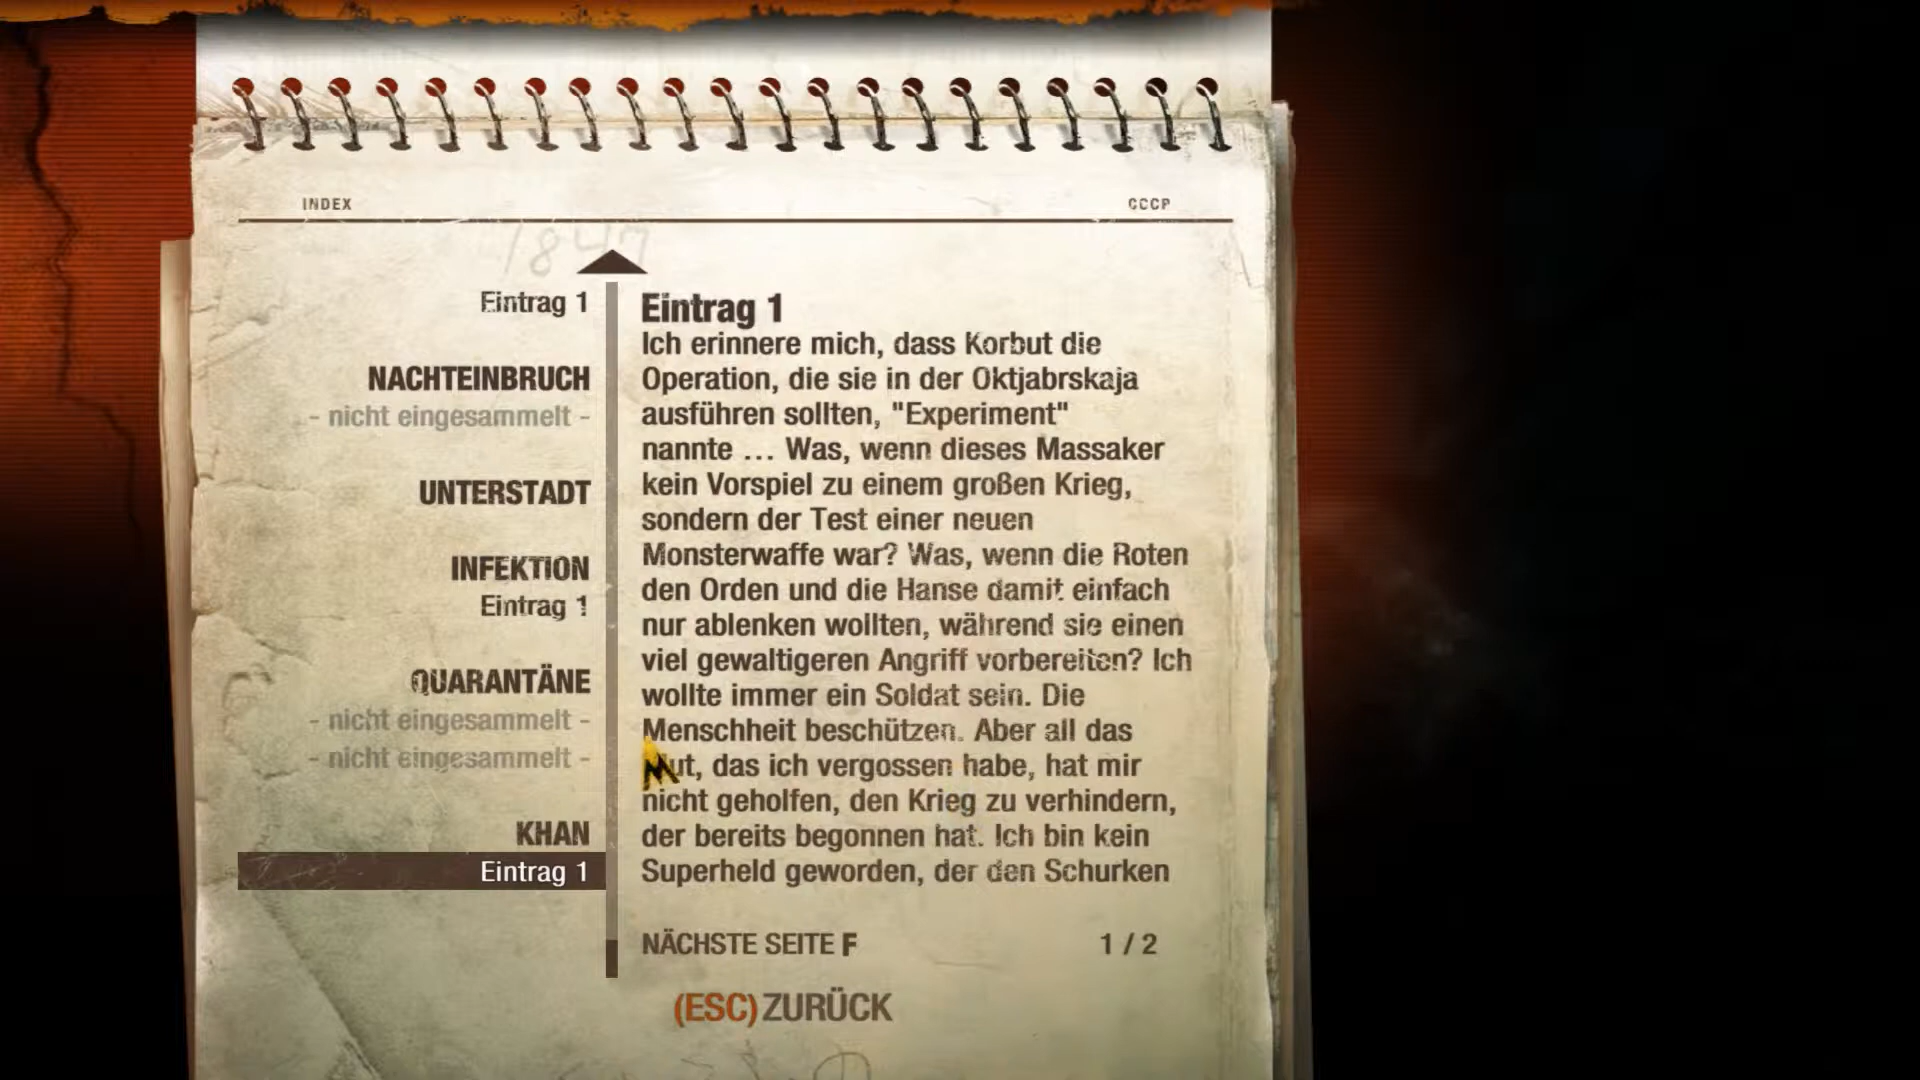 INDEX
CCCP
1847
Eintrag 1
NACHTEINBRUCH
- nicht eingesammelt -
UNTERSTADT
INFEKTION
Eintrag 1
QUARANTÄNE
- nicht eingesammelt -
- nicht eingesammelt -
KHAN
Eintrag 1
Eintrag 1
Ich erinnere mich, dass Korbut die
Operation, die sie in der Oktjabrskaja
ausführen sollten, "Experiment"
nannte ... Was, wenn dieses Massaker
kein Vorspiel zu einem großen Krieg,
sondern der Test einer neuen
Monsterwaffe war? Was, wenn die Roten
den Orden und die Hanse damit einfach
nur ablenken wollten, während sie einen
viel gewaltigeren Angriff vorbereiten? Ich
wollte immer ein Soldat sein. Die
Menschheit beschützen. Aber all das
Blut, das ich vergossen habe, hat mir
nicht geholfen, den Krieg zu verhindern,
der bereits begonnen hat. Ich bin kein
Superheld geworden, der den Schurken
NÄCHSTE SEITE F
1 / 2
(ESC) ZURÜCK